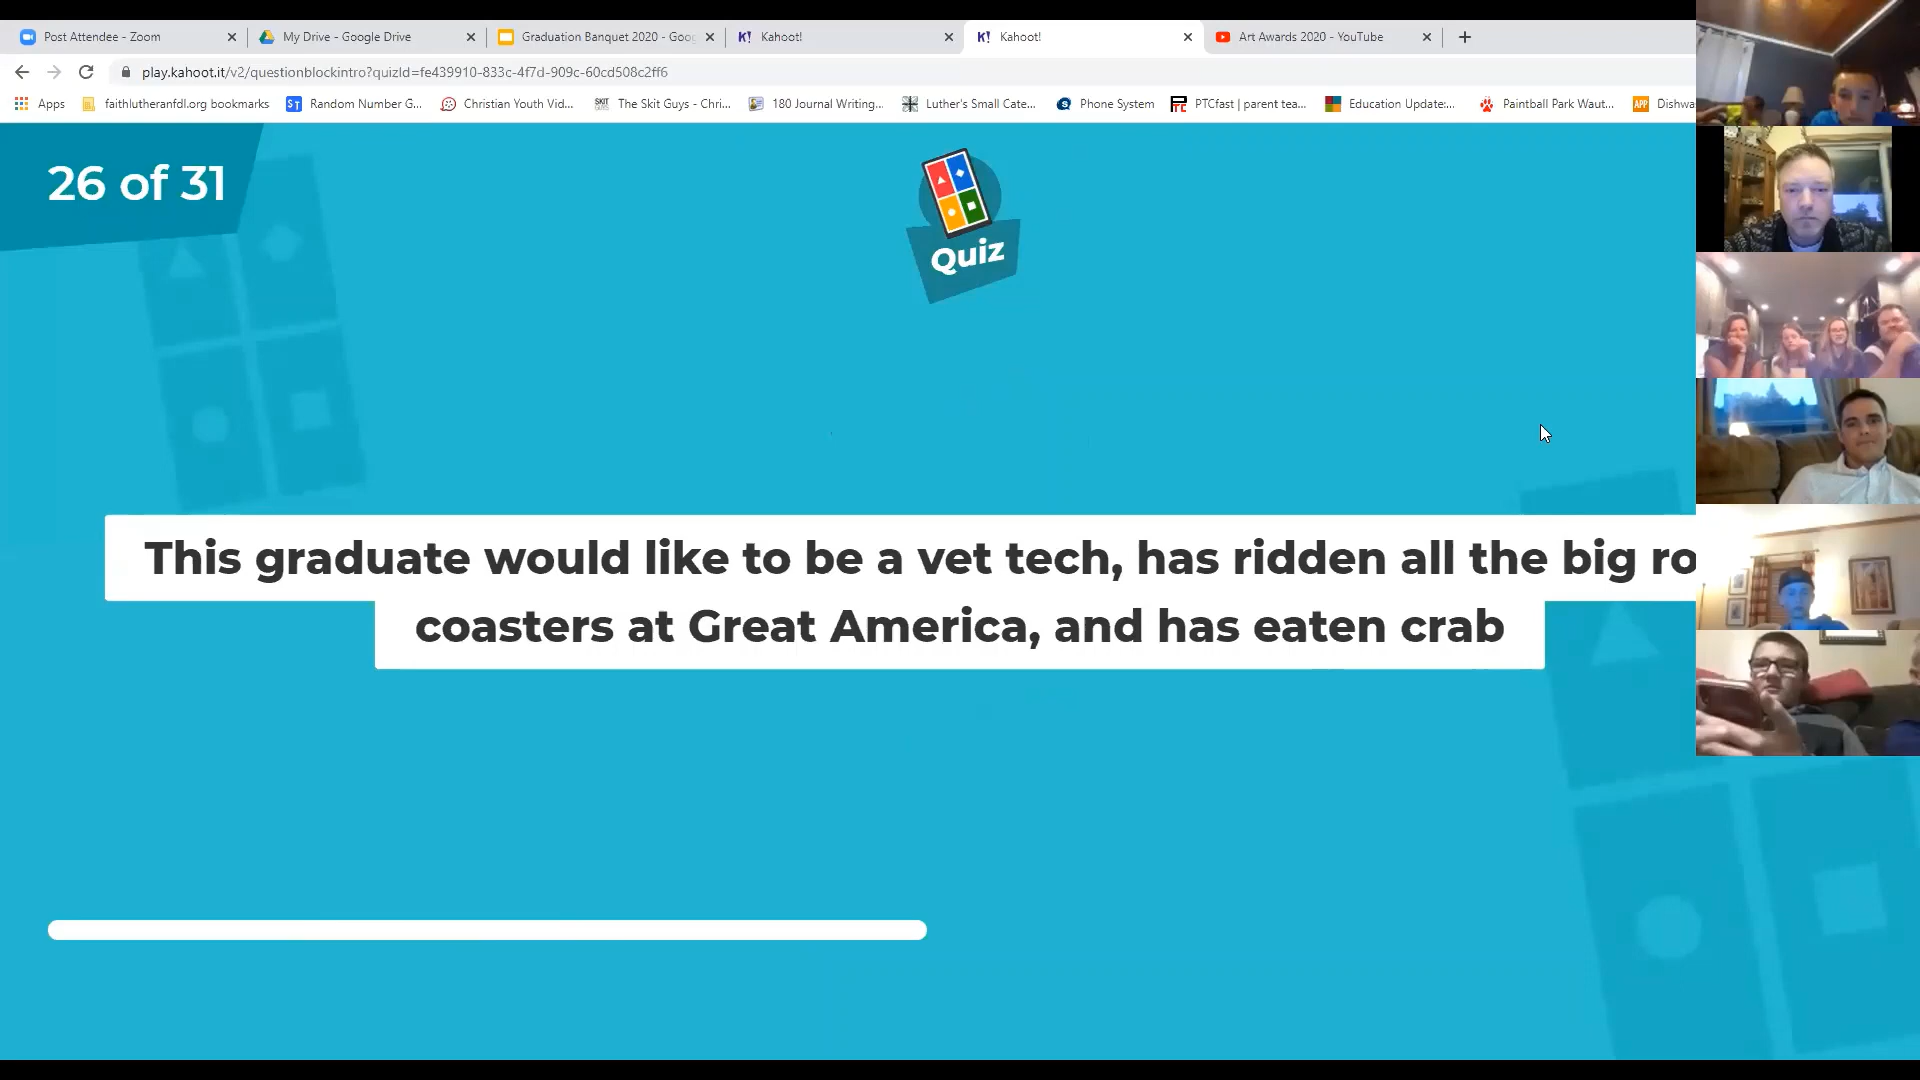 Post Attendee - Zoom
My Drive - Google Drive
Graduation Banquet 2020 - Goog
K! Kahoot!
K! Kahoot!
Art Awards 2020 - YouTube
play.kahoot.it/v2/questionblockintro?quizId=fe439910-833c-4f7d-909c-60cd508c2ff6
Apps
faithlutheranfdl.org bookmarks
ST Random Number G...
Christian Youth Vid...
SKIT The Skit Guys - Chri...
180 Journal Writing...
Luther's Small Cate...
Phone System
PTCfast | parent tea...
Education Update:...
Paintball Park Waut...
APP Dishwa
26 of 31
Quiz
This graduate would like to be a vet tech, has ridden all the big ro
coasters at Great America, and has eaten crab